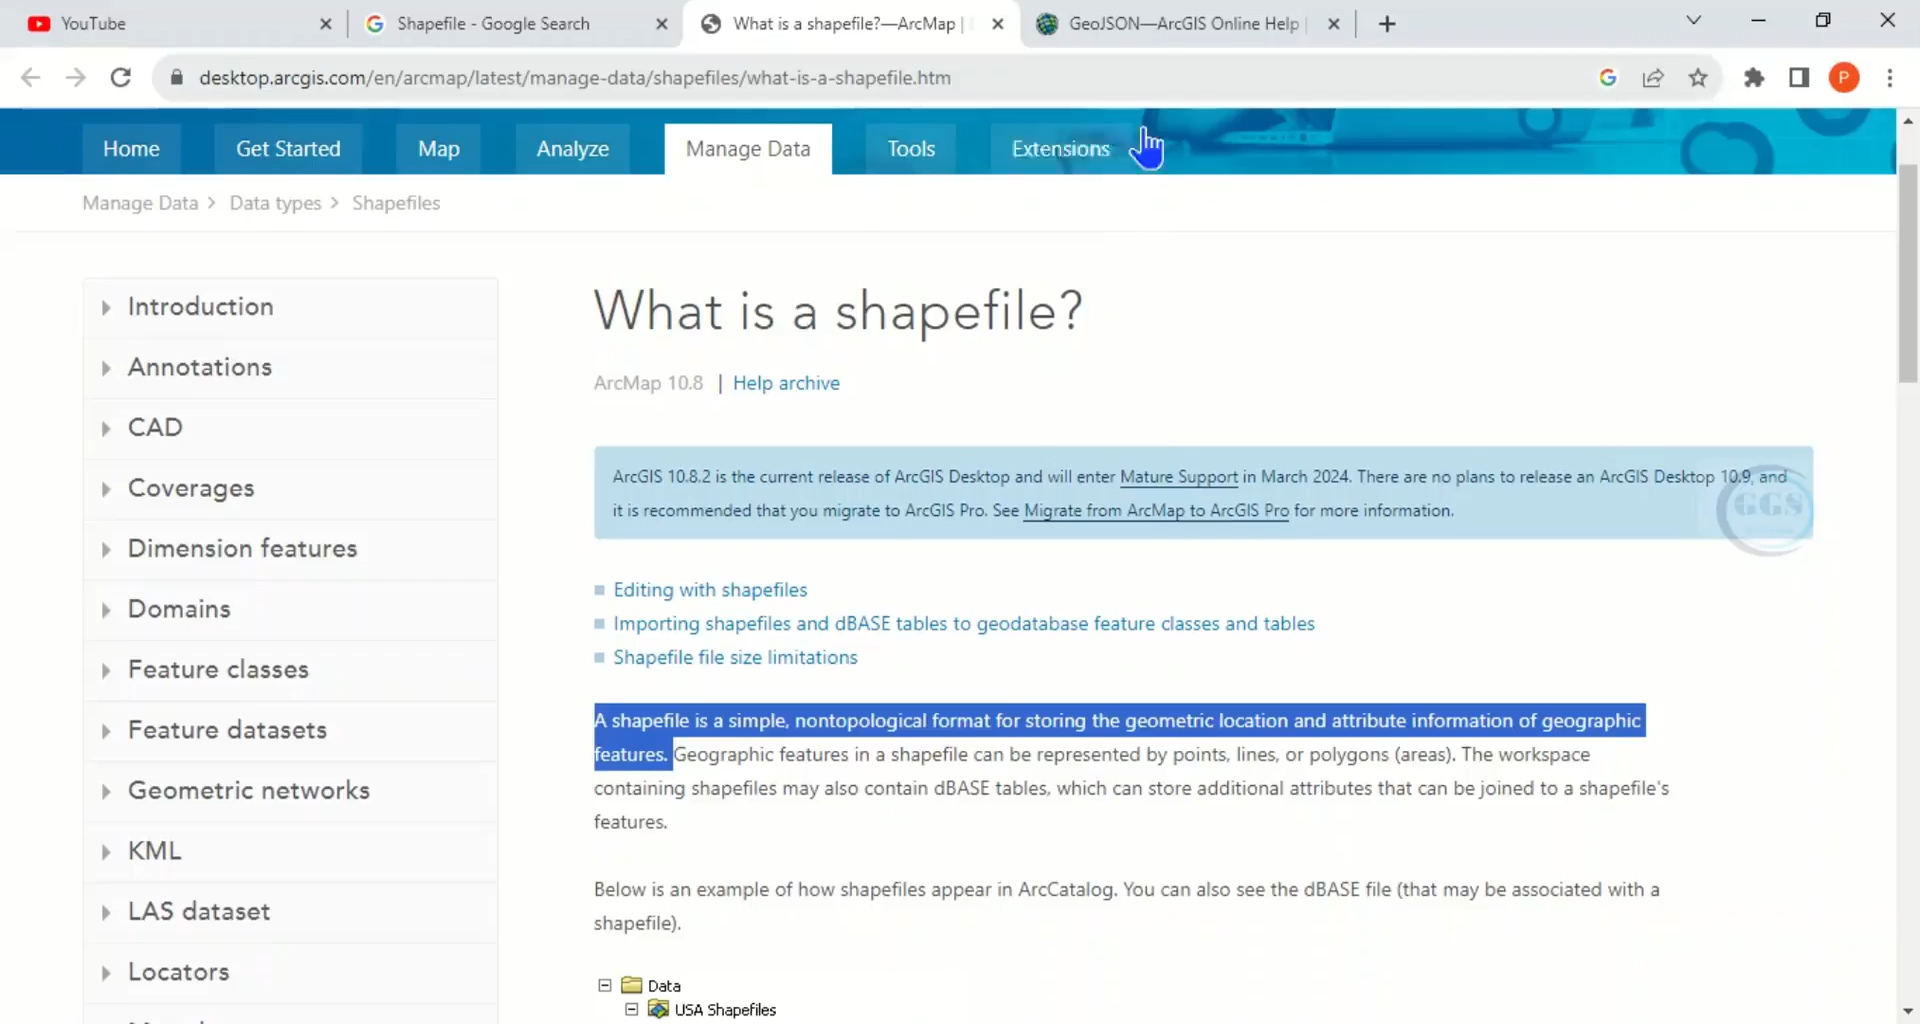 YouTube
Shapefile - Google Search
What is a shapefile?—ArcMap |
GeoJSON—ArcGIS Online Help |
desktop.arcgis.com/en/arcmap/latest/manage-data/shapefiles/what-is-a-shapefile.htm
P
Home
Get Started
Map
Analyze
Manage Data
Tools
Extensions
Manage Data > Data types > Shapefiles
Introduction
Annotations
CAD
Coverages
Dimension features
Domains
Feature classes
Feature datasets
Geometric networks
KML
LAS dataset
Locators
What is a shapefile?
ArcMap 10.8 | Help archive
ArcGIS 10.8.2 is the current release of ArcGIS Desktop and will enter Mature Support in March 2024. There are no plans to release an ArcGIS Desktop 10.9, and
it is recommended that you migrate to ArcGIS Pro. See Migrate from ArcMap to ArcGIS Pro for more information.
GGS
Editing with shapefiles
Importing shapefiles and dBASE tables to geodatabase feature classes and tables
Shapefile file size limitations
A shapefile is a simple, nontopological format for storing the geometric location and attribute information of geographic
features. Geographic features in a shapefile can be represented by points, lines, or polygons (areas). The workspace
containing shapefiles may also contain dBASE tables, which can store additional attributes that can be joined to a shapefile's
features.
Below is an example of how shapefiles appear in ArcCatalog. You can also see the dBASE file (that may be associated with a
shapefile).
Data
USA Shapefiles